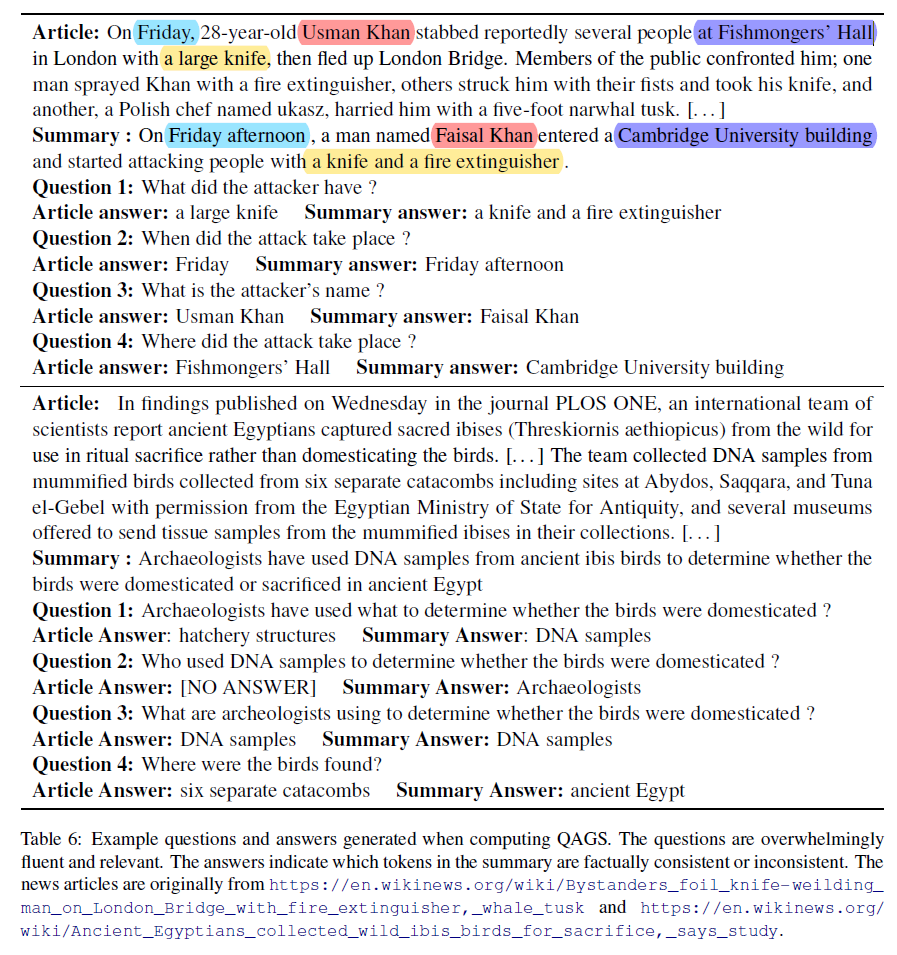 Article: On Friday, 28-year-old Usman Khan stabbed reportedly several people at Fishmongers' Hall
in London with a large knife, then fled up London Bridge. Members of the public confronted him; one
man sprayed Khan with a fire extinguisher, others struck him with their fists and took his knife, and
another, a Polish chef named ukasz, harried him with a five-foot narwhal tusk. [...]
Summary : On Friday afternoon , a man named Faisal Khan entered a Cambridge University building
and started attacking people with a knife and a fire extinguisher .
Question 1: What did the attacker have ?
Article answer: a large knife Summary answer: a knife and a fire extinguisher
Question 2: When did the attack take place ?
Article answer: Friday Summary answer: Friday afternoon
Question 3: What is the attacker's name ?
Article answer: Usman Khan Summary answer: Faisal Khan
Question 4: Where did the attack take place ?
Article answer: Fishmongers' Hall Summary answer: Cambridge University building
Article: In findings published on Wednesday in the journal PLOS ONE, an international team of
scientists report ancient Egyptians captured sacred ibises (Threskiornis aethiopicus) from the wild for
use in ritual sacrifice rather than domesticating the birds. [...] The team collected DNA samples from
mummified birds collected from six separate catacombs including sites at Abydos, Saqqara, and Tuna
el-Gebel with permission from the Egyptian Ministry of State for Antiquity, and several museums
offered to send tissue samples from the mummified ibises in their collections. [...]
Summary : Archaeologists have used DNA samples from ancient ibis birds to determine whether the
birds were domesticated or sacrificed in ancient Egypt
Question 1: Archaeologists have used what to determine whether the birds were domesticated ?
Article Answer: hatchery structures Summary Answer: DNA samples
Question 2: Who used DNA samples to determine whether the birds were domesticated ?
Article Answer: [NO ANSWER] Summary Answer: Archaeologists
Question 3: What are archeologists using to determine whether the birds were domesticated ?
Article Answer: DNA samples Summary Answer: DNA samples
Question 4: Where were the birds found?
Article Answer: six separate catacombs Summary Answer: ancient Egypt
Table 6: Example questions and answers generated when computing QAGS. The questions are overwhelmingly
fluent and relevant. The answers indicate which tokens in the summary are factually consistent or inconsistent. The
news articles are originally from https://en.wikinews.org/wiki/Bystanders_foil_knife-weilding_
man_on_London_Bridge_with_fire_extinguisher,_whale_tusk and https://en.wikinews.org/
wiki/Ancient_Egyptians_collected_wild_ibis_birds_for_sacrifice,_says_study.